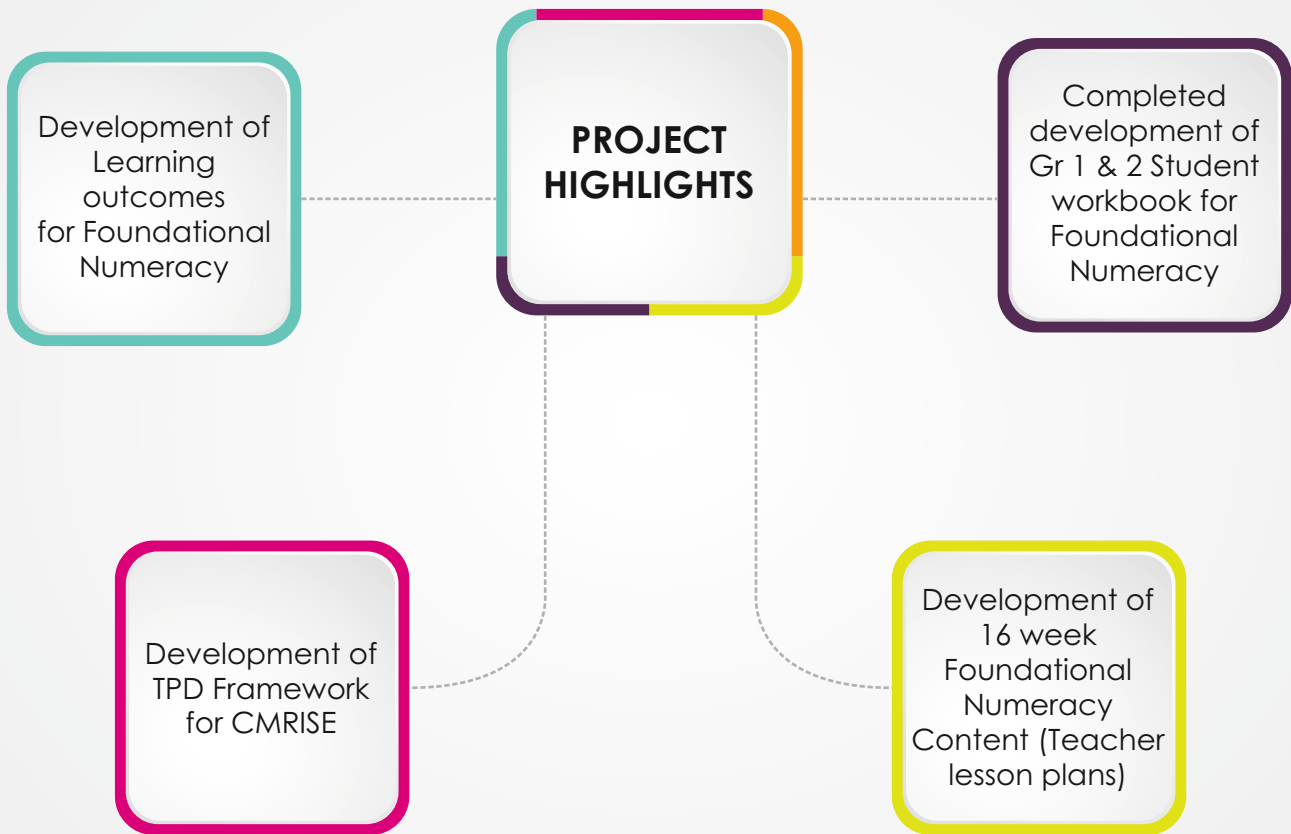 PROJECT
HIGHLIGHTS
Development of
Learning
outcomes
for Foundational
Numeracy
Completed
development of
Gr 1 & 2 Student
workbook for
Foundational
Numeracy
Development of
TPD Framework
for CMRISE
Development of
16 week
Foundational
Numeracy
Content (Teacher
lesson plans)